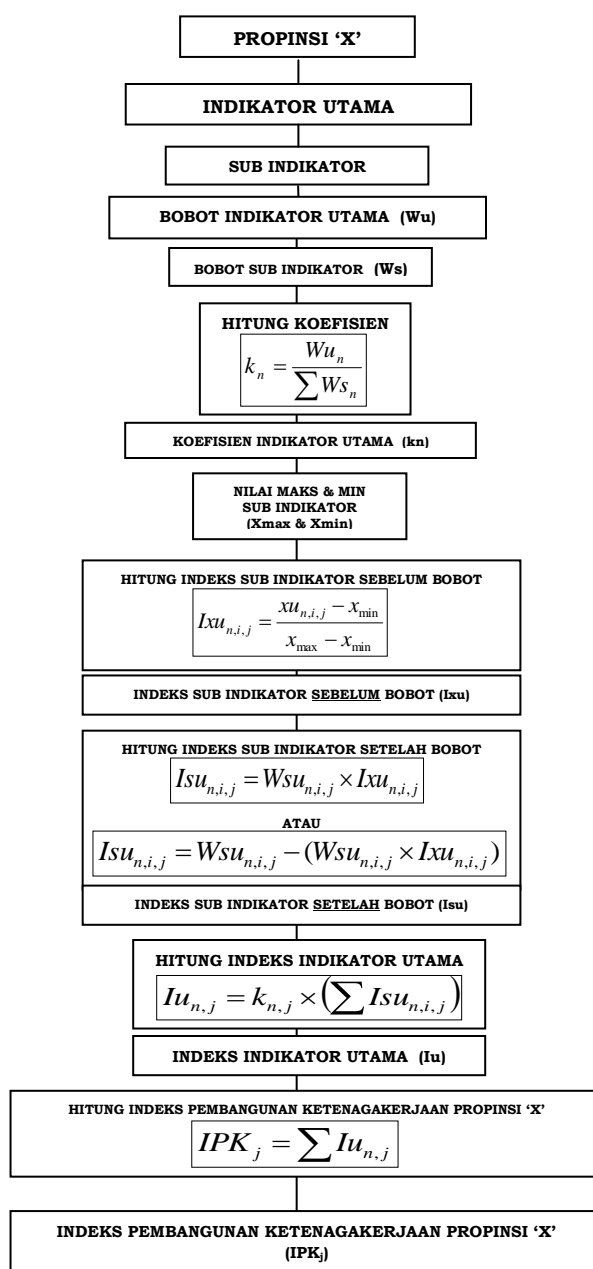 PROPINSI ‘X’
INDIKATOR UTAMA
SUB INDIKATOR
BOBOT INDIKATOR UTAMA (Wu)
BOBOT SUB INDIKATOR (Ws)
HITUNG KOEFISIEN
k_n = Wu_n / ∑ Ws_n
KOEFISIEN INDIKATOR UTAMA (kn)
NILAI MAKS & MIN
SUB INDIKATOR
(Xmax & Xmin)
HITUNG INDEKS SUB INDIKATOR SEBELUM BOBOT
Ixu_{n,i,j} = (xu_{n,i,j} − x_min) / (x_max − x_min)
INDEKS SUB INDIKATOR SEBELUM BOBOT (Ixu)
HITUNG INDEKS SUB INDIKATOR SETELAH BOBOT
Isu_{n,i,j} = Wsu_{n,i,j} × Ixu_{n,i,j}
ATAU
Isu_{n,i,j} = Wsu_{n,i,j} − (Wsu_{n,i,j} × Ixu_{n,i,j})
INDEKS SUB INDIKATOR SETELAH BOBOT (Isu)
HITUNG INDEKS INDIKATOR UTAMA
Iu_{n,j} = k_{n,j} × (∑ Isu_{n,i,j})
INDEKS INDIKATOR UTAMA (Iu)
HITUNG INDEKS PEMBANGUNAN KETENAGAKERJAAN PROPINSI ‘X’
IPK_j = ∑ Iu_{n,j}
INDEKS PEMBANGUNAN KETENAGAKERJAAN PROPINSI ‘X’
(IPK_j)